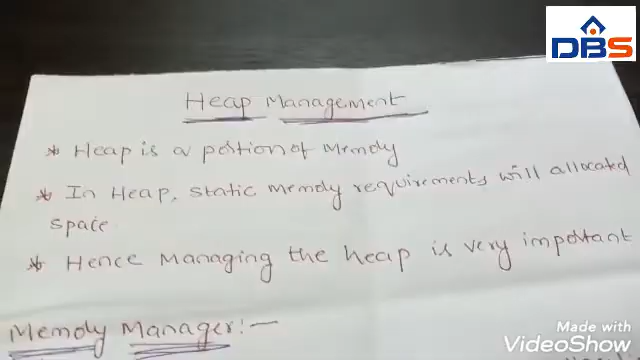 DBS
Heap Management
* Heap is a portion of Memory
* In Heap, static memory requirements will allocated
space.
* Hence Managing the heap is very important
Memory Manager:-
Made with
VideoShow